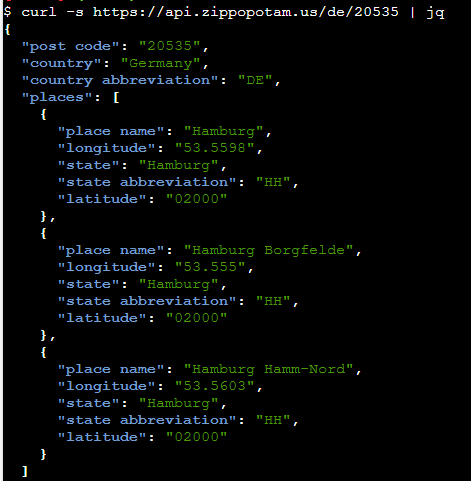 $ curl -s https://api.zippopotam.us/de/20535 | jq
{
  "post code": "20535",
  "country": "Germany",
  "country abbreviation": "DE",
  "places": [
    {
      "place name": "Hamburg",
      "longitude": "53.5598",
      "state": "Hamburg",
      "state abbreviation": "HH",
      "latitude": "02000"
    },
    {
      "place name": "Hamburg Borgfelde",
      "longitude": "53.555",
      "state": "Hamburg",
      "state abbreviation": "HH",
      "latitude": "02000"
    },
    {
      "place name": "Hamburg Hamm-Nord",
      "longitude": "53.5603",
      "state": "Hamburg",
      "state abbreviation": "HH",
      "latitude": "02000"
    }
  ]